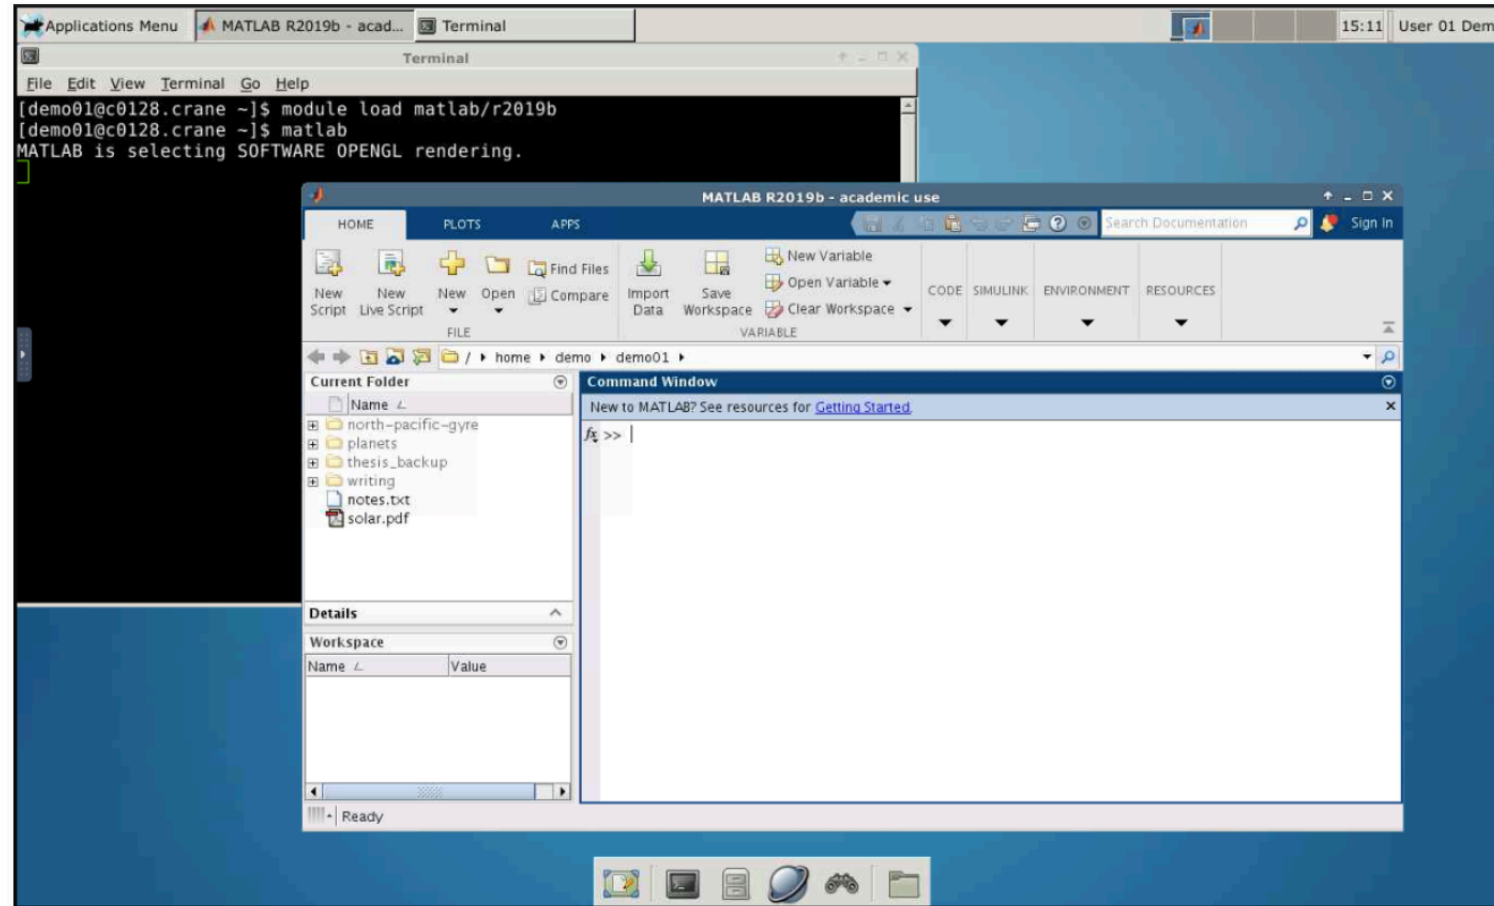 Applications Menu MATLAB R2019b - acad... Terminal 15:11 User 01 Dem
Terminal
File Edit View Terminal Go Help
[demo01@c0128.crane ~]$ module load matlab/r2019b
[demo01@c0128.crane ~]$ matlab
MATLAB is selecting SOFTWARE OPENGL rendering.
MATLAB R2019b - academic use
HOME PLOTS APPS Search Documentation Sign In
New Script
New Live Script
New
Open
Find Files
Compare
FILE
Import Data
Save Workspace
New Variable
Open Variable
Clear Workspace
VARIABLE
CODE SIMULINK ENVIRONMENT RESOURCES
/ home demo demo01
Current Folder
Name
north-pacific-gyre
planets
thesis_backup
writing
notes.txt
solar.pdf
Details
Workspace
Name Value
Command Window
New to MATLAB? See resources for Getting Started.
fx >>
Ready